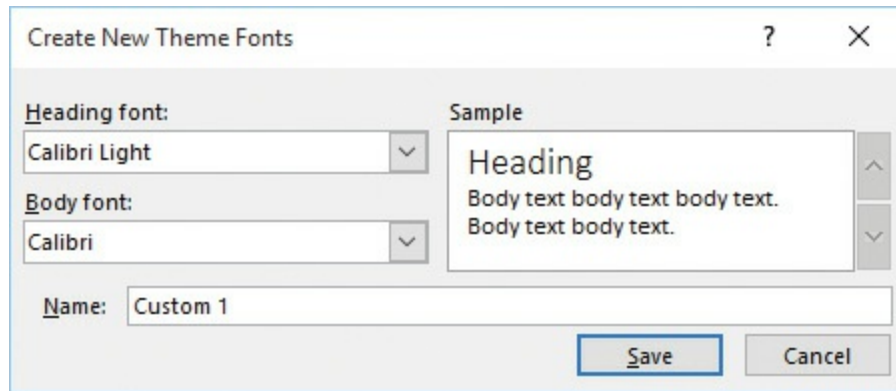 Create New Theme Fonts ?
Heading font:
Calibri Light
Body font:
Calibri
Sample
Heading
Body text body text body text.
Body text body text.
Name: Custom 1
Save Cancel